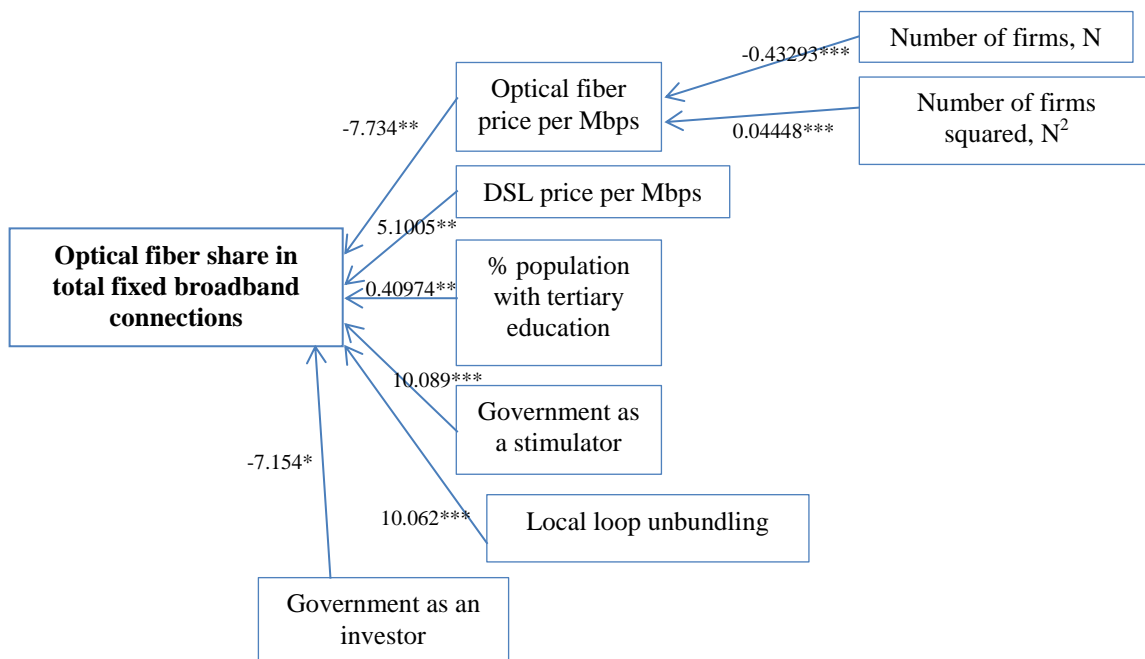 Number of firms, N
-0.43293***
Optical fiber
price per Mbps
Number of firms
squared, N²
0.04448***
-7.734**
DSL price per Mbps
5.1005**
Optical fiber share in
total fixed broadband
connections
% population
with tertiary
education
0.40974**
10.089***
Government as
a stimulator
-7.154*
10.062***
Local loop unbundling
Government as an
investor